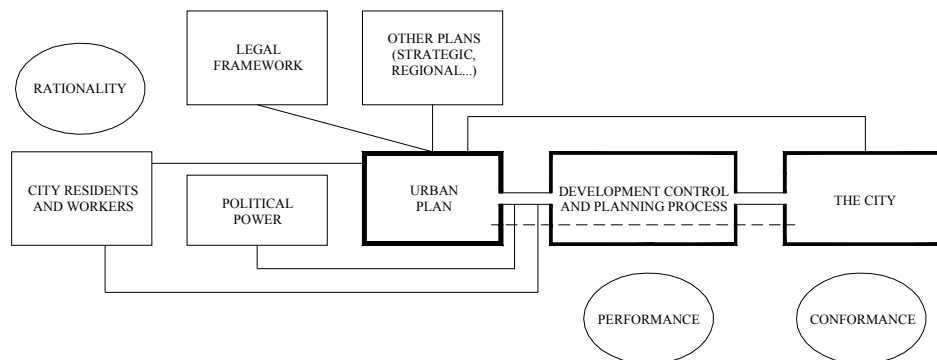 LEGAL
FRAMEWORK
OTHER PLANS
(STRATEGIC,
REGIONAL...)
RATIONALITY
CITY RESIDENTS
AND WORKERS
POLITICAL
POWER
URBAN
PLAN
DEVELOPMENT CONTROL
AND PLANNING PROCESS
THE CITY
PERFORMANCE
CONFORMANCE